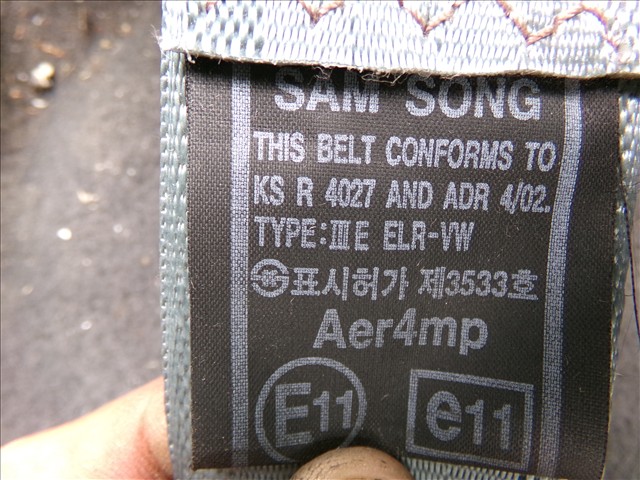 SAM SONG
THIS BELT CONFORMS TO
KS R 4027 AND ADR 4/02.
TYPE:ⅢE ELR-VW
㉿표시허가 제3533호
Aer4mp
E11 e11